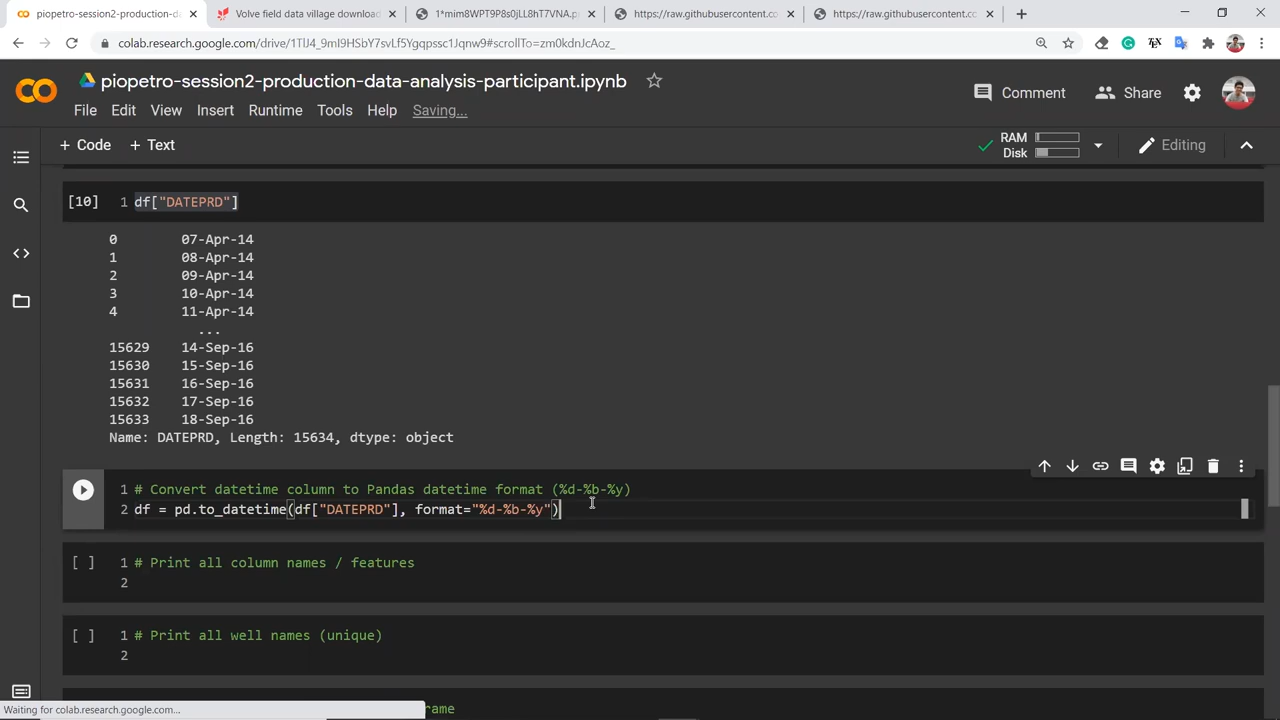 piopetro-session2-production-d
Volve field data village download
1*mim8WPT9P8s0jLL8hT7VNA.p
https://raw.githubusercontent.co
https://raw.githubusercontent.cc
colab.research.google.com/drive/1TlJ4_9mI9HSbY7svLf5Ygqpssc1Jqnw9#scrollTo=zm0kdnJcAoz_
piopetro-session2-production-data-analysis-participant.ipynb
Comment
Share
File Edit View Insert Runtime Tools Help Saving...
+ Code + Text
RAM
Disk
Editing
[10] 1 df["DATEPRD"]
0 07-Apr-14
1 08-Apr-14
2 09-Apr-14
3 10-Apr-14
4 11-Apr-14
...
15629 14-Sep-16
15630 15-Sep-16
15631 16-Sep-16
15632 17-Sep-16
15633 18-Sep-16
Name: DATEPRD, Length: 15634, dtype: object
1 # Convert datetime column to Pandas datetime format (%d-%b-%y)
2 df = pd.to_datetime(df["DATEPRD"], format="%d-%b-%y")
[ ] 1 # Print all column names / features
2
[ ] 1 # Print all well names (unique)
2
Waiting for colab.research.google.com...
ame